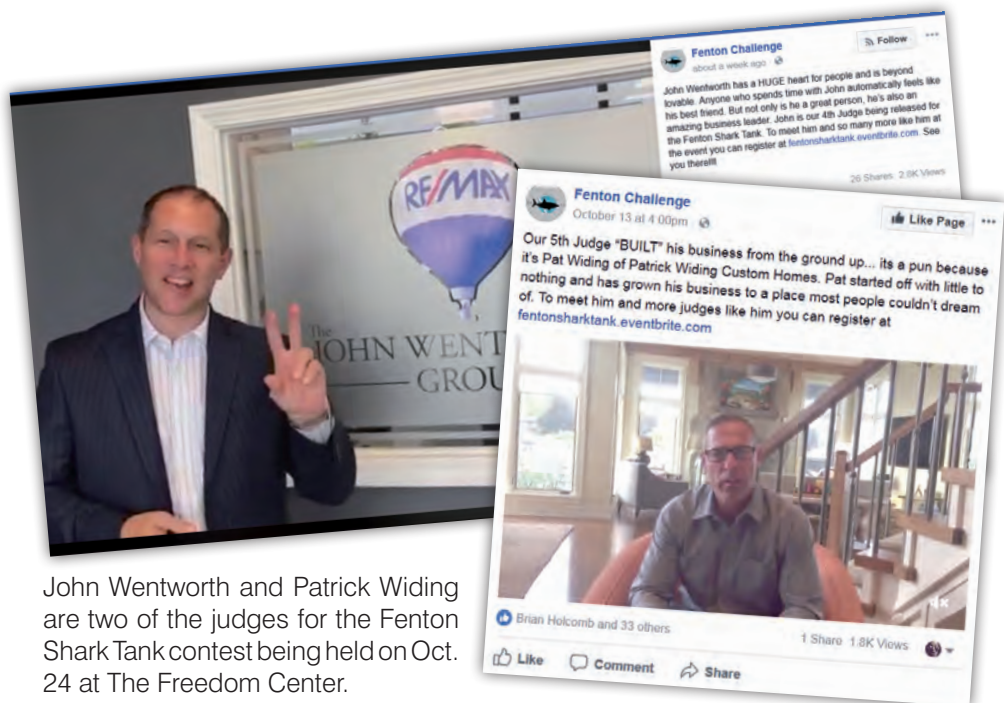 RE/MAX
The
JOHN WENT
GROU
Fenton Challenge
about a week ago
Follow
John Wentworth has a HUGE heart for people and is beyond
lovable. Anyone who spends time with John automatically feels like
his best friend. But not only is he a great person, he's also an
amazing business leader. John is our 4th Judge being released for
the Fenton Shark Tank. To meet him and so many more like him at
the event you can register at fentonsharktank.eventbrite.com. See
you there!!!!
26 Shares 2.8K Views
Fenton Challenge
October 13 at 4:00pm
Like Page
Our 5th Judge "BUILT" his business from the ground up... its a pun because
it's Pat Widing of Patrick Widing Custom Homes. Pat started off with little to
nothing and has grown his business to a place most people couldn't dream
of. To meet him and more judges like him you can register at
fentonsharktank.eventbrite.com
Brian Holcomb and 33 others
1 Share 1.8K Views
Like Comment Share
John Wentworth and Patrick Widing
are two of the judges for the Fenton
Shark Tank contest being held on Oct.
24 at The Freedom Center.